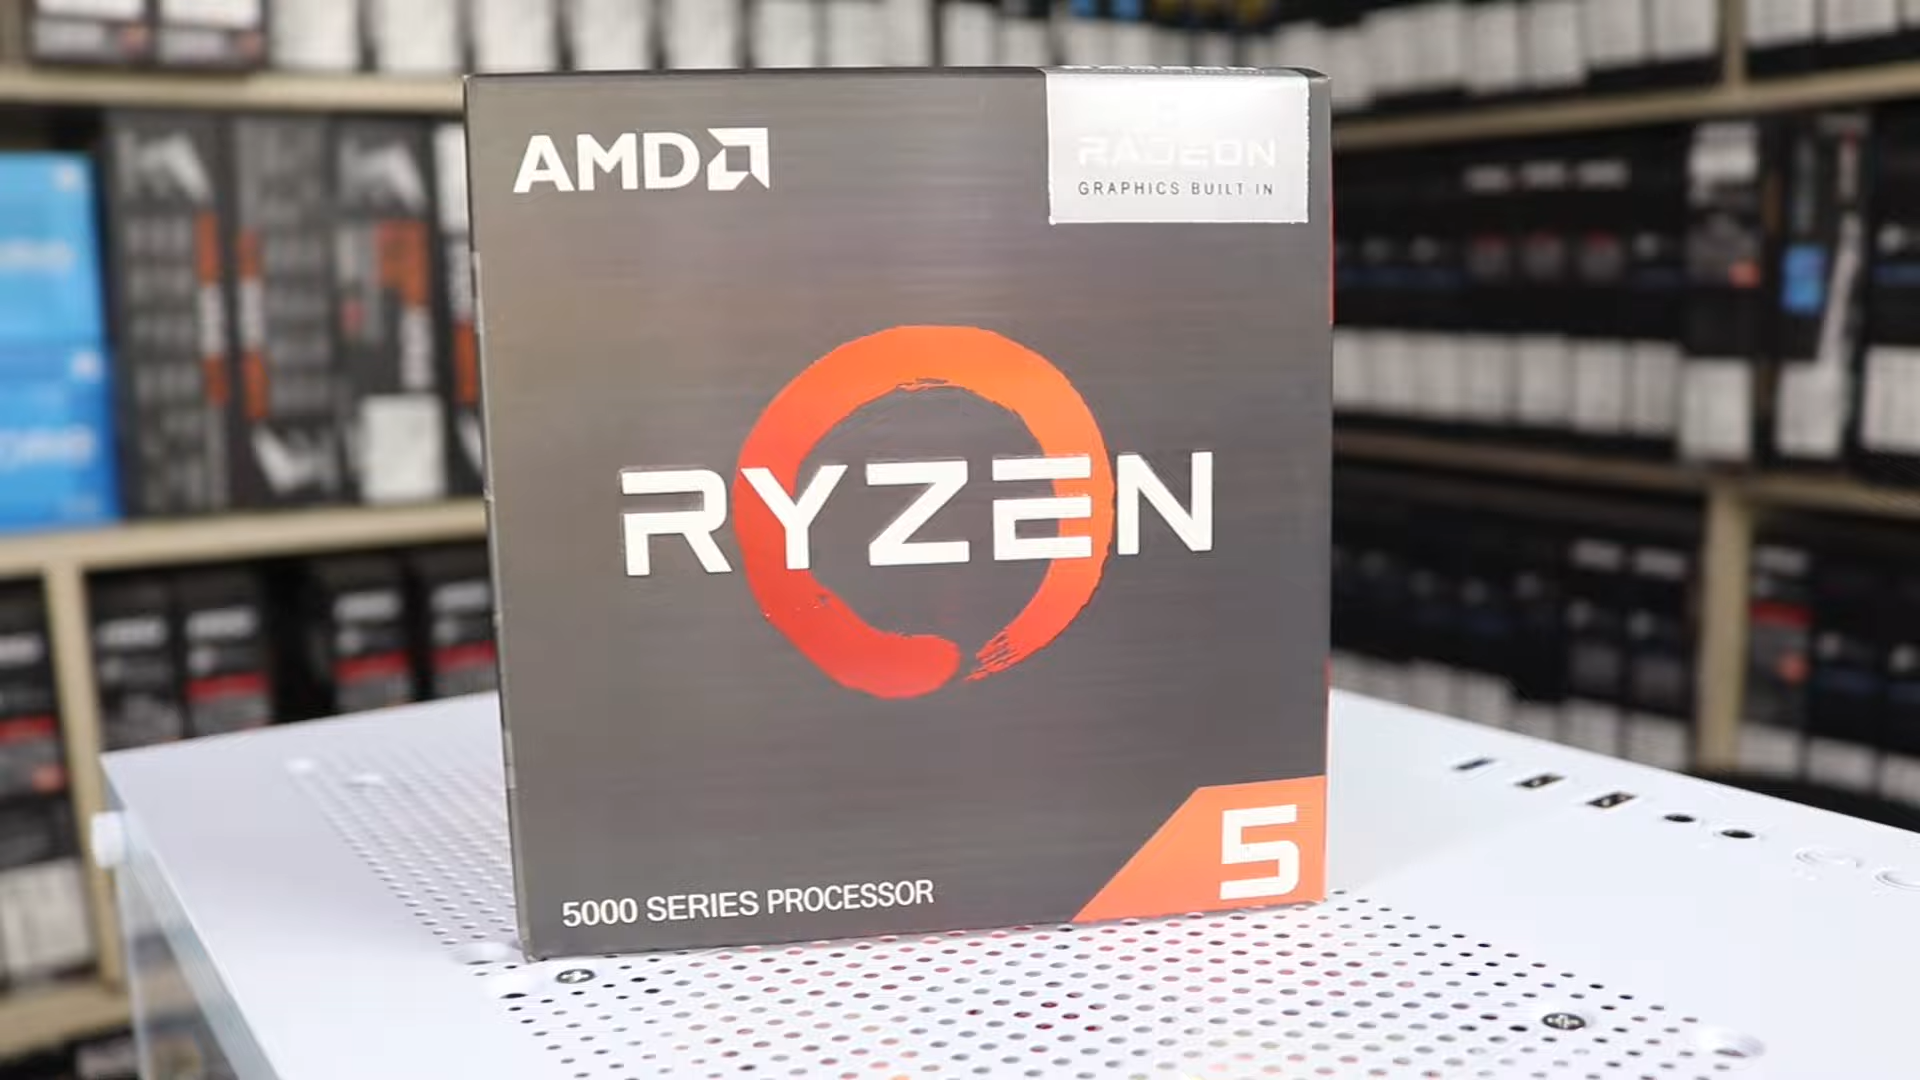 AMD
RADEON
GRAPHICS BUILT IN
RYZEN
5
5000 SERIES PROCESSOR